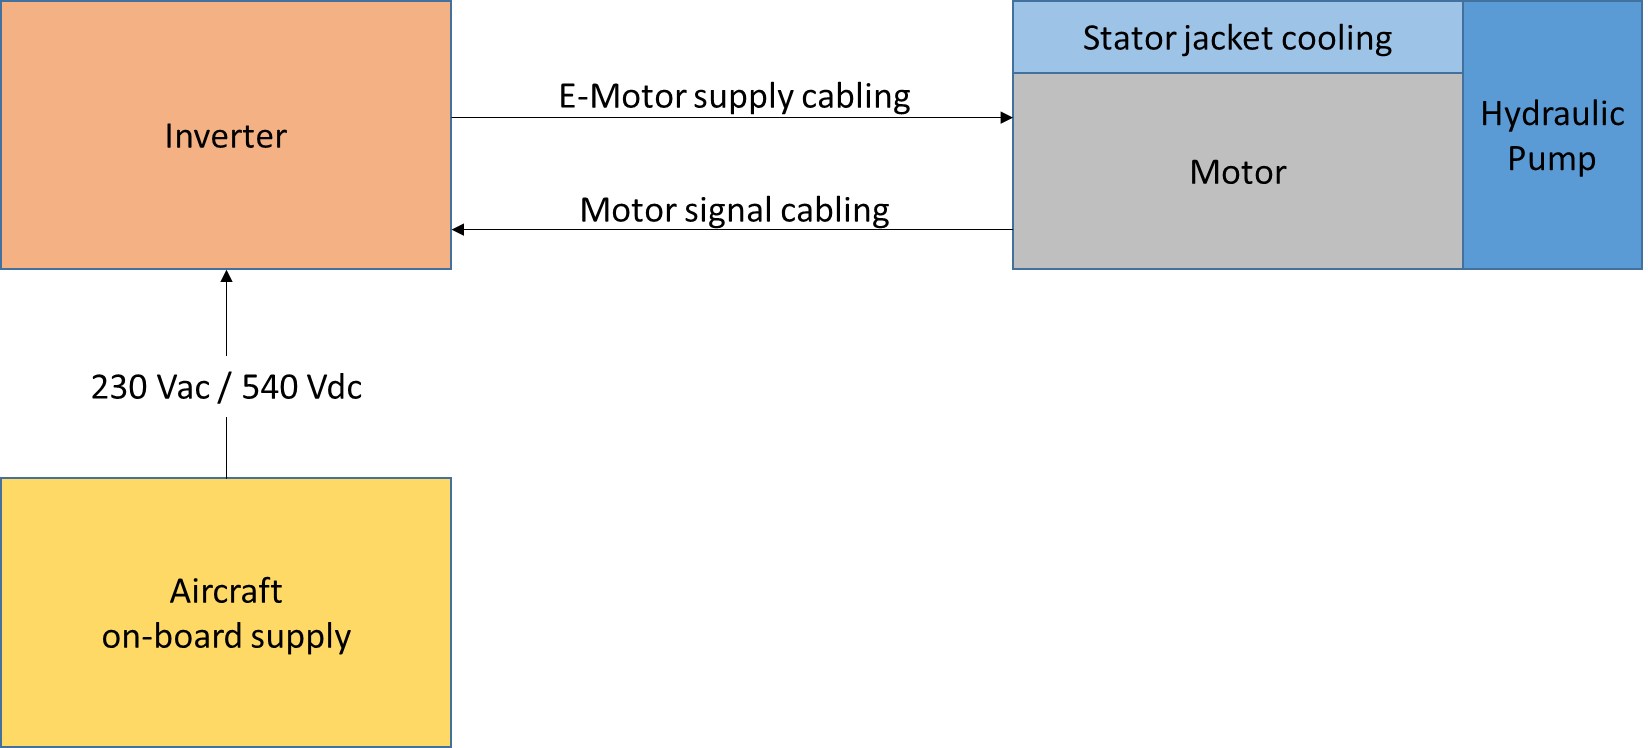 Stator jacket cooling
E-Motor supply cabling
Inverter
Hydraulic
Pump
Motor
Motor signal cabling
230 Vac / 540 Vdc
Aircraft
on-board supply